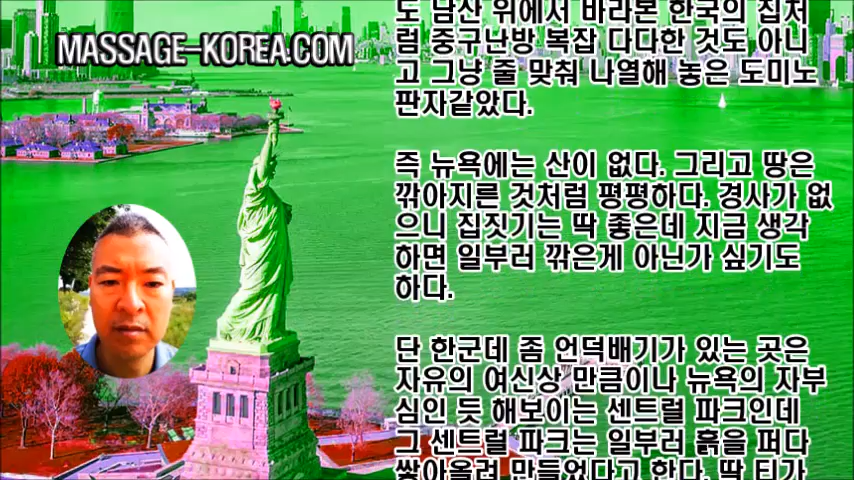 MASSAGE-KOREA.COM
도 남산 위에서 바라본 한국의 집처
럼 중구난방 복잡 다다한 것도 아니
고 그냥 줄 맞춰 나열해 놓은 도미노
판자같았다.
즉 뉴욕에는 산이 없다. 그리고 땅은
깎아지른 것처럼 평평하다. 경사가 없
으니 집짓기는 딱 좋은데 지금 생각
하면 일부러 깎은게 아닌가 싶기도
하다.
단 한군데 좀 언덕배기가 있는 곳은
자유의 여신상 만큼이나 뉴욕의 자부
심인 듯 해보이는 센트럴 파크인데
그 센트럴 파크는 일부러 흙을 퍼다
쌓아올려 만들었다고 한다. 딱 티가